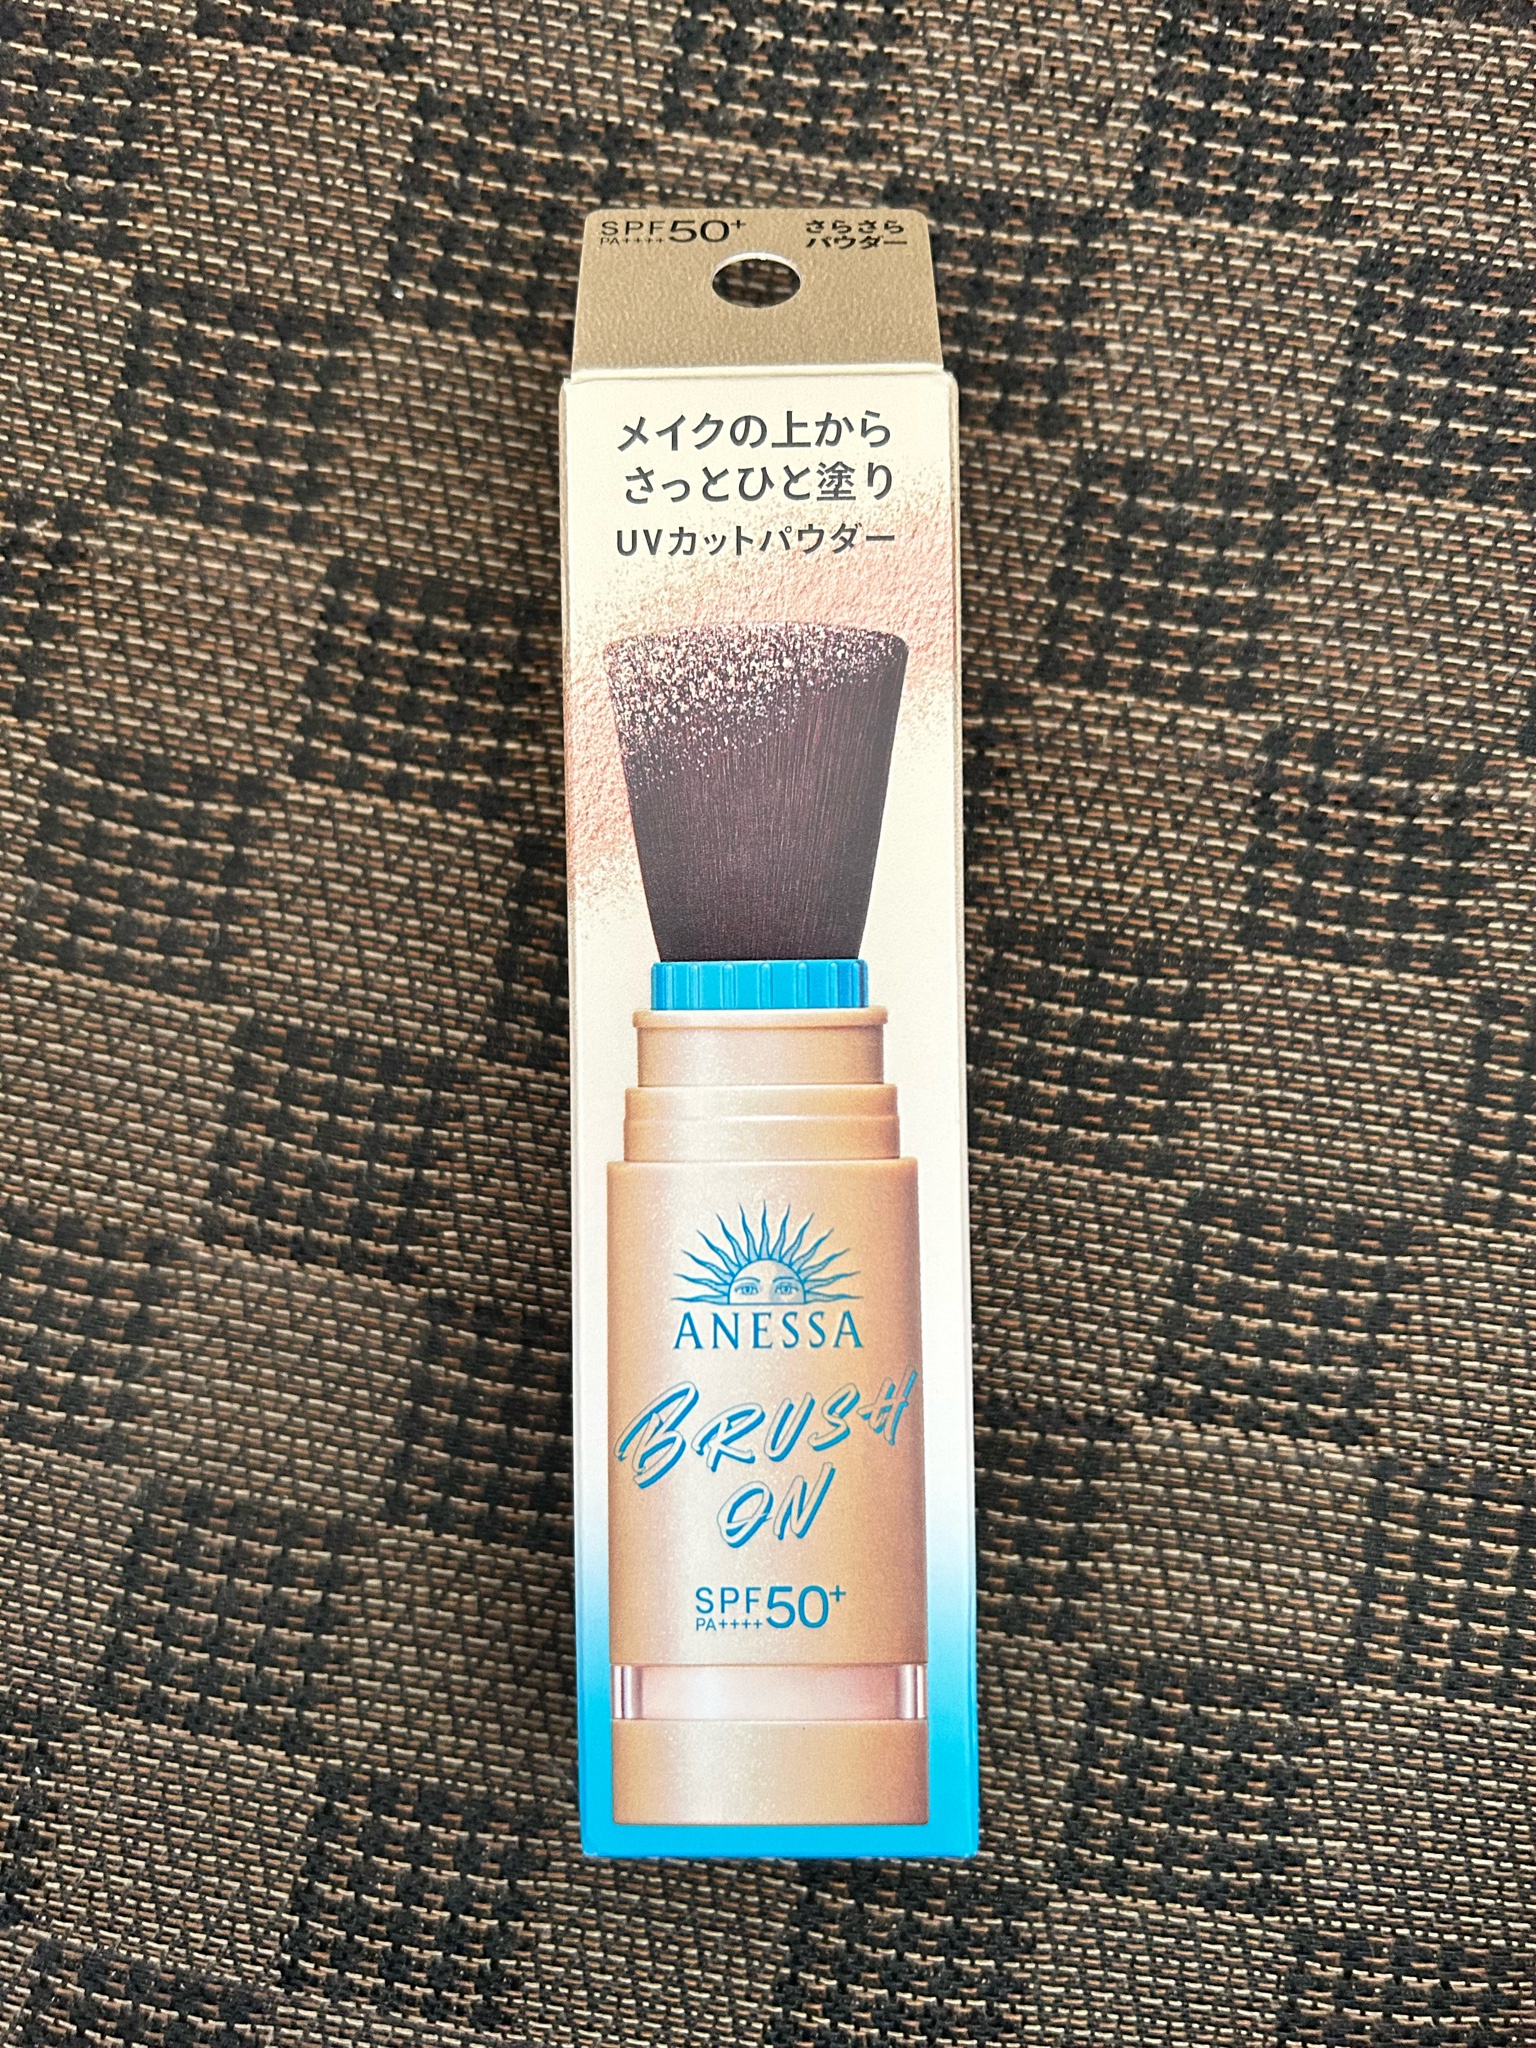 SPF50+
PA++++
さらさら
パウダー
メイクの上から
さっとひと塗り
UVカットパウダー
ANESSA
BRUSH
ON
SPF50+
PA++++